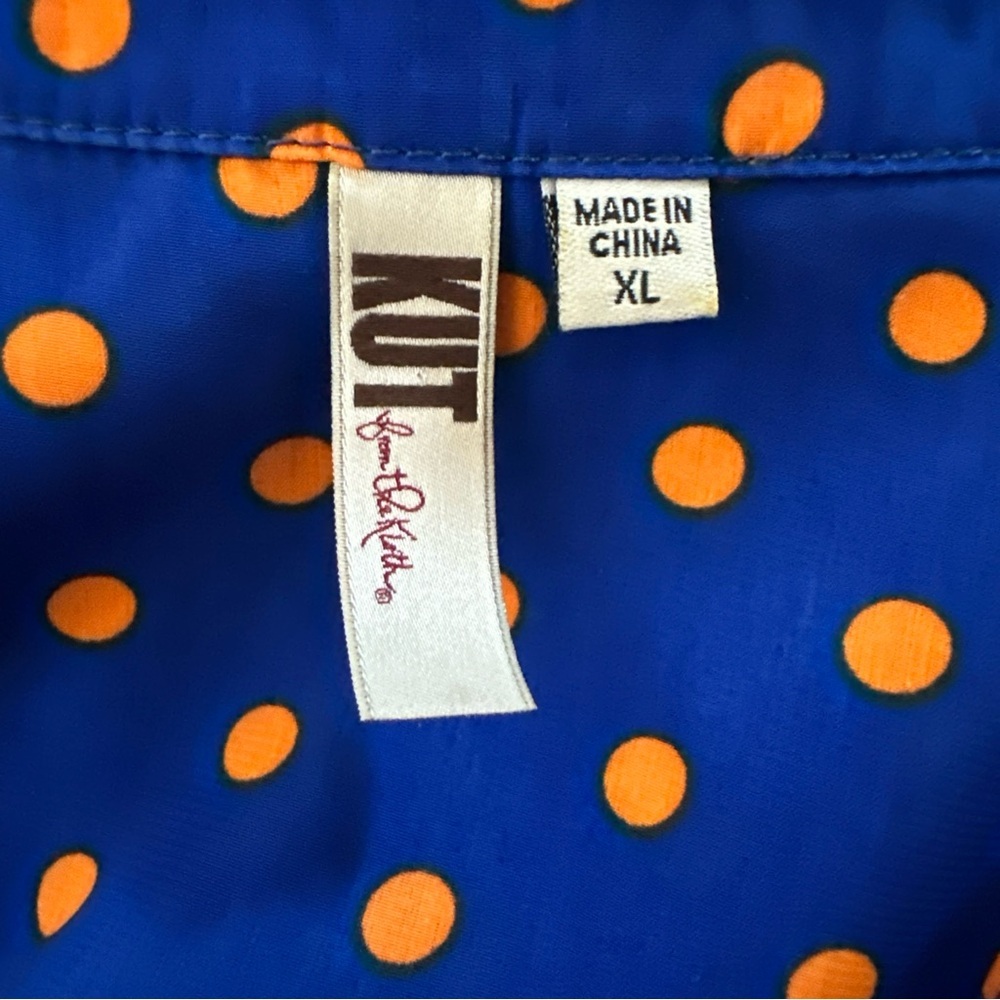 KUT
from the Kloth®
MADE IN
CHINA
XL